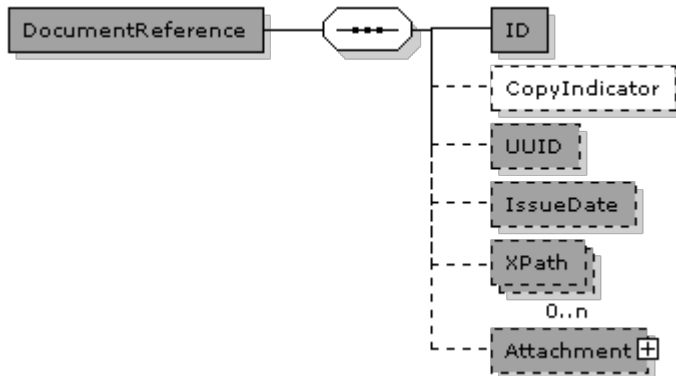 DocumentReference
ID
CopyIndicator
UUID
IssueDate
XPath
0..n
Attachment